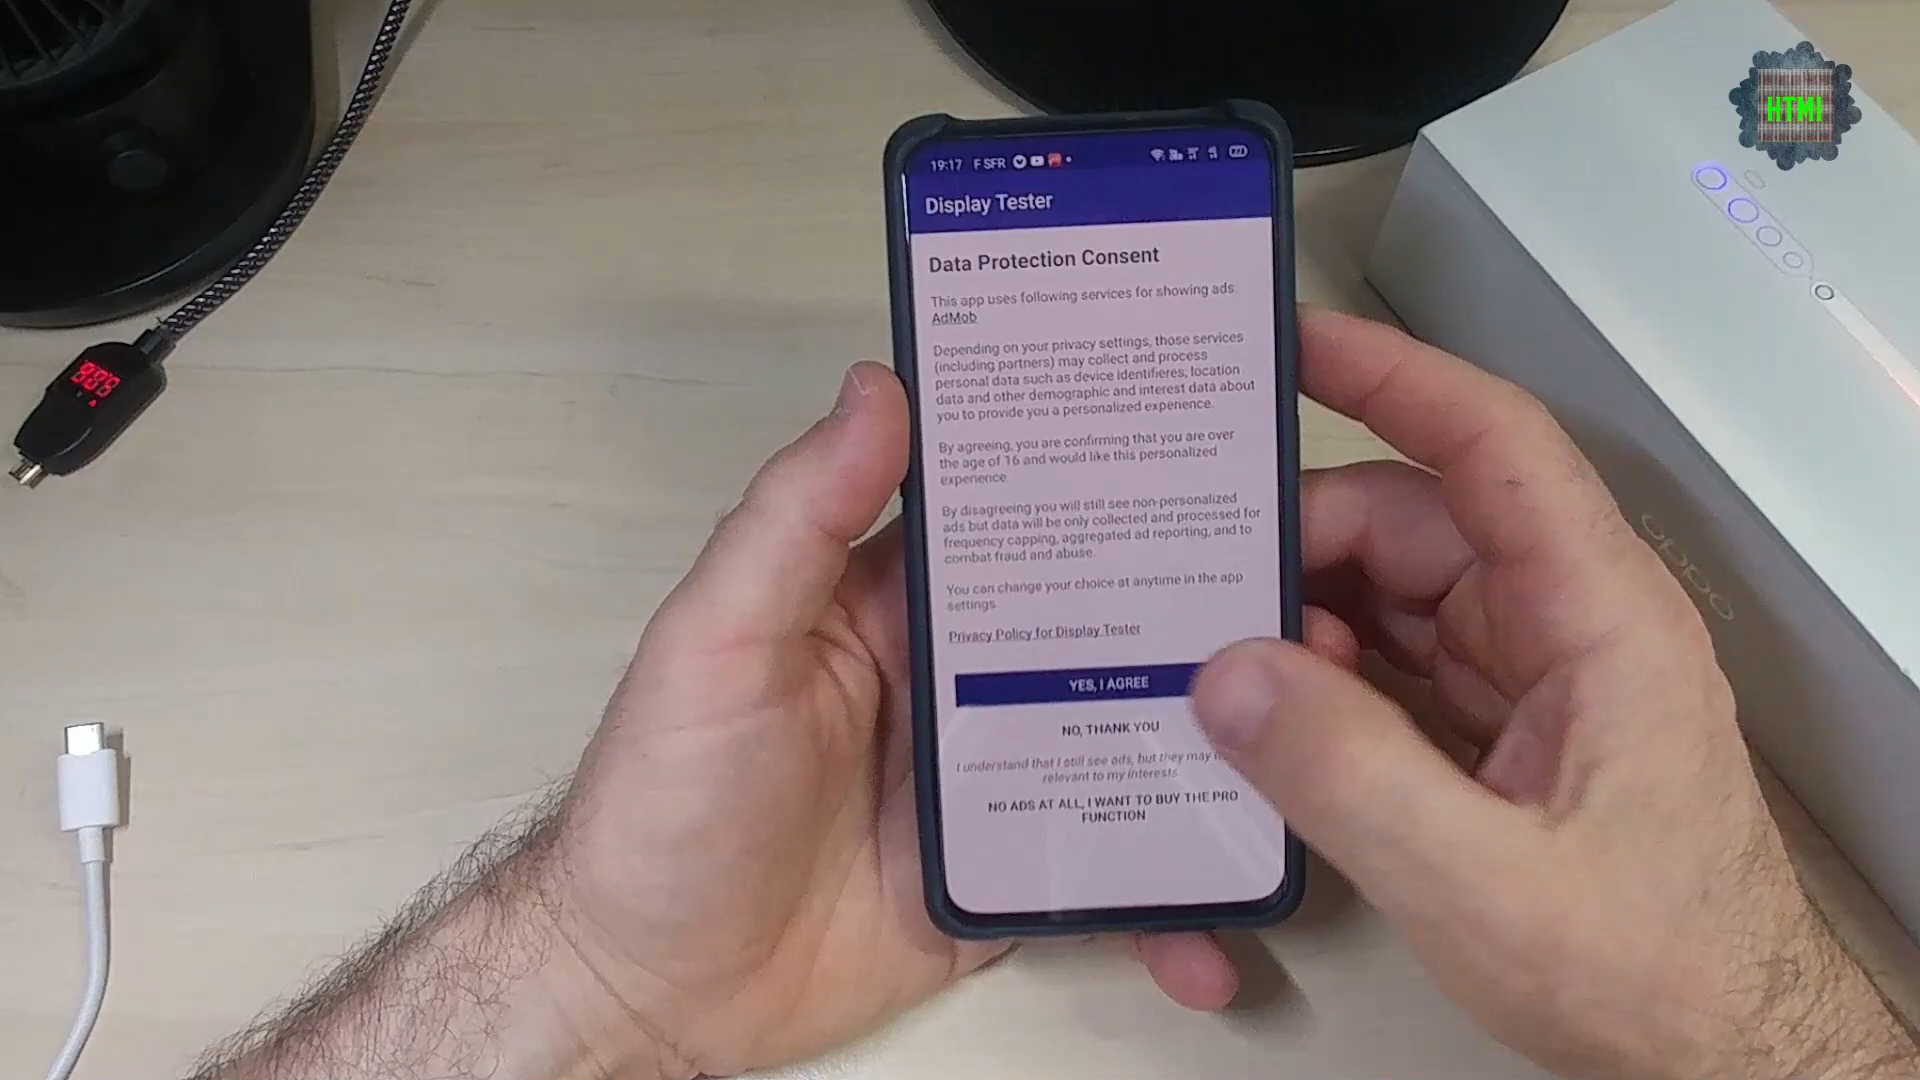 HTMI
19:17 F SFR
Display Tester
Data Protection Consent
This app uses following services for showing ads.
AdMob
Depending on your privacy settings, those services
(including partners) may collect and process
personal data such as device identifieres, location
data and other demographic and interest data about
you to provide you a personalized experience.
By agreeing, you are confirming that you are over
the age of 16 and would like this personalized
experience.
By disagreeing you will still see non-personalized
ads but data will be only collected and processed for
frequency capping, aggregated ad reporting, and to
combat fraud and abuse.
You can change your choice at anytime in the app
settings.
Privacy Policy for Display Tester
YES, I AGREE
NO, THANK YOU
I understand that I still see ads, but they may
relevant to my interests.
NO ADS AT ALL, I WANT TO BUY THE PRO
FUNCTION
oppo